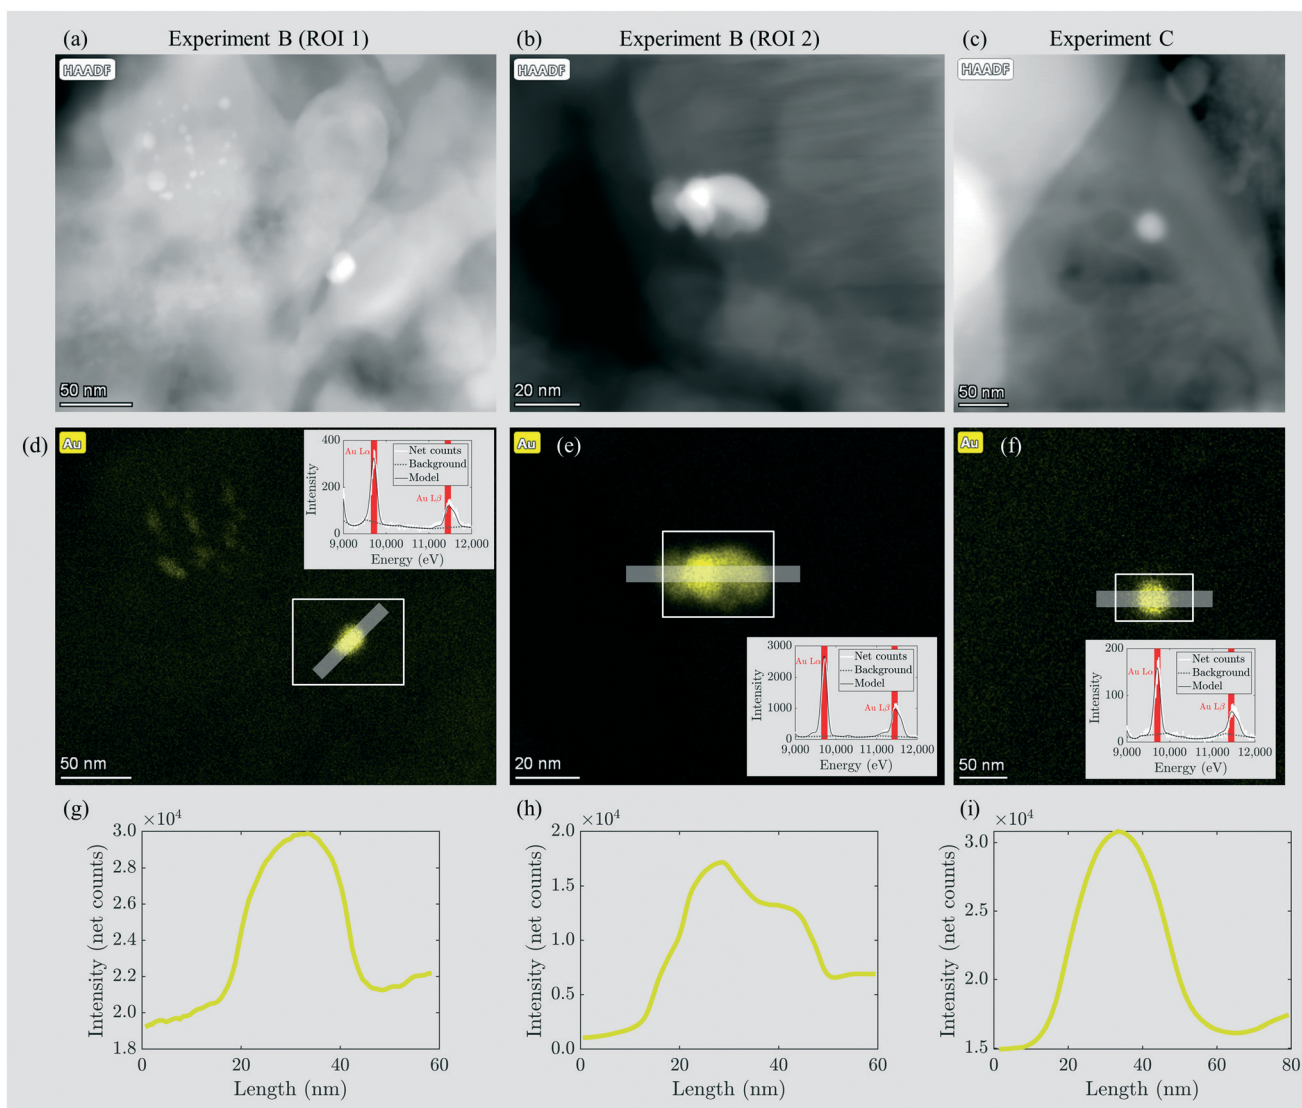 (a) Experiment B (ROI 1)
(b) Experiment B (ROI 2)
(c) Experiment C
HAADF
50 nm
HAADF
20 nm
HAADF
50 nm
(d)
Au
400
200
0
Intensity
Au Lα
Au Lβ
Net counts
Background
Model
9,000 10,000 11,000 12,000
Energy (eV)
50 nm
Au
(e)
3000
2000
1000
0
Intensity
Au Lα
Au Lβ
Net counts
Background
Model
9,000 10,000 11,000 12,000
Energy (eV)
20 nm
Au
(f)
200
100
0
Intensity
Au Lα
Au Lβ
Net counts
Background
Model
9,000 10,000 11,000 12,000
Energy (eV)
50 nm
(g)
×10⁴
3.0
2.8
2.6
2.4
2.2
2.0
1.8
Intensity (net counts)
0 20 40 60
Length (nm)
(h)
×10⁴
2.0
1.5
1.0
0.5
0.0
Intensity (net counts)
0 20 40 60
Length (nm)
(i)
×10⁴
3.0
2.5
2.0
1.5
Intensity (net counts)
0 20 40 60 80
Length (nm)